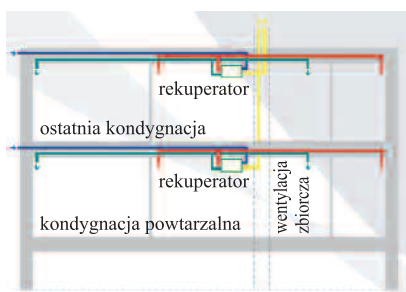 rekuperator
ostatnia kondygnacja
rekuperator
kondygnacja powtarzalna
wentylacja
zbiorcza